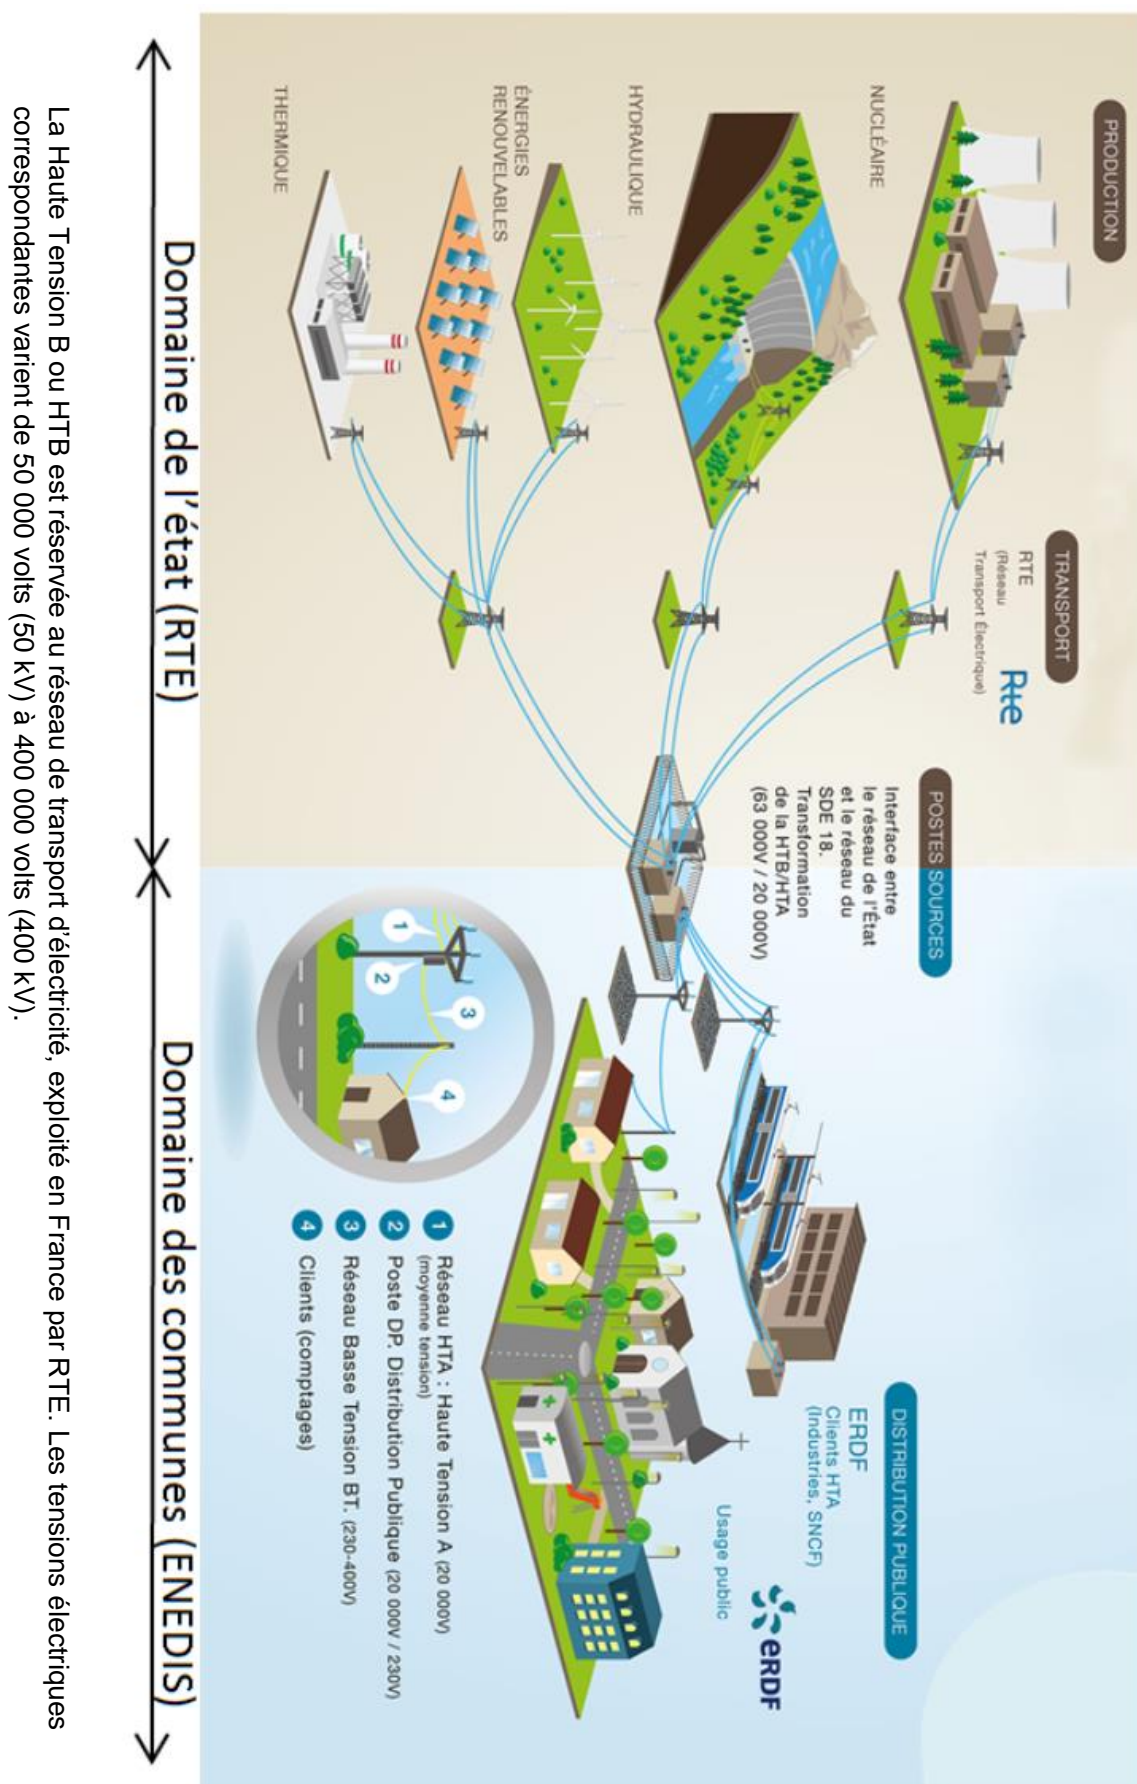 PRODUCTION
NUCLÉAIRE
HYDRAULIQUE
ÉNERGIES
RENOUVELABLES
THERMIQUE
TRANSPORT
RTE
(Réseau
Transport Électrique)
Rte
POSTES SOURCES
Interface entre
le réseau de l'État
et le réseau du
SDE 18.
Transformation
de la HTB/HTA
(63 000V / 20 000V)
DISTRIBUTION PUBLIQUE
ERDF
Clients HTA
(Industries, SNCF)
Usage public
eRDF
1
2
3
4
1 Réseau HTA : Haute Tension A (20 000V)
(moyenne tension)
2 Poste DP. Distribution Publique (20 000V / 230V)
3 Réseau Basse Tension BT. (230-400V)
4 Clients (comptages)
Domaine de l'état (RTE)
Domaine des communes (ENEDIS)
La Haute Tension B ou HTB est réservée au réseau de transport d'électricité, exploité en France par RTE. Les tensions électriques
correspondantes varient de 50 000 volts (50 kV) à 400 000 volts (400 kV).